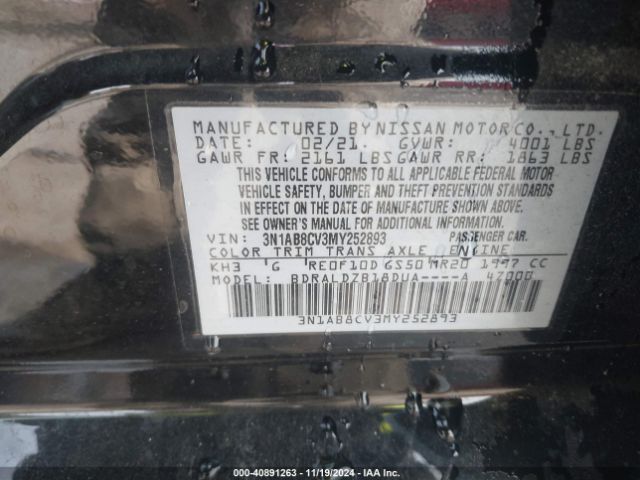 MANUFACTURED BY NISSAN MOTOR CO., LTD.
DATE: 02/21. GVWR: 4001 LBS
GAWR FR: 2161 LBS GAWR RR: 1863 LBS
THIS VEHICLE CONFORMS TO ALL APPLICABLE FEDERAL MOTOR
VEHICLE SAFETY, BUMPER AND THEFT PREVENTION STANDARDS
IN EFFECT ON THE DATE OF MANUFACTURE SHOWN ABOVE.
SEE OWNER'S MANUAL FOR ADDITIONAL INFORMATION.
VIN: 3N1AB8CV3MY252893 PASSENGER CAR.
COLOR TRIM TRANS AXLE ENGINE
KH3 G RE0F10D GS50 MR20 1997 CC
MODEL: BDRALDZB18DUA----A
3N1AB8CV3MY252893
000-40891263 - 11/19/2024 - IAA Inc.